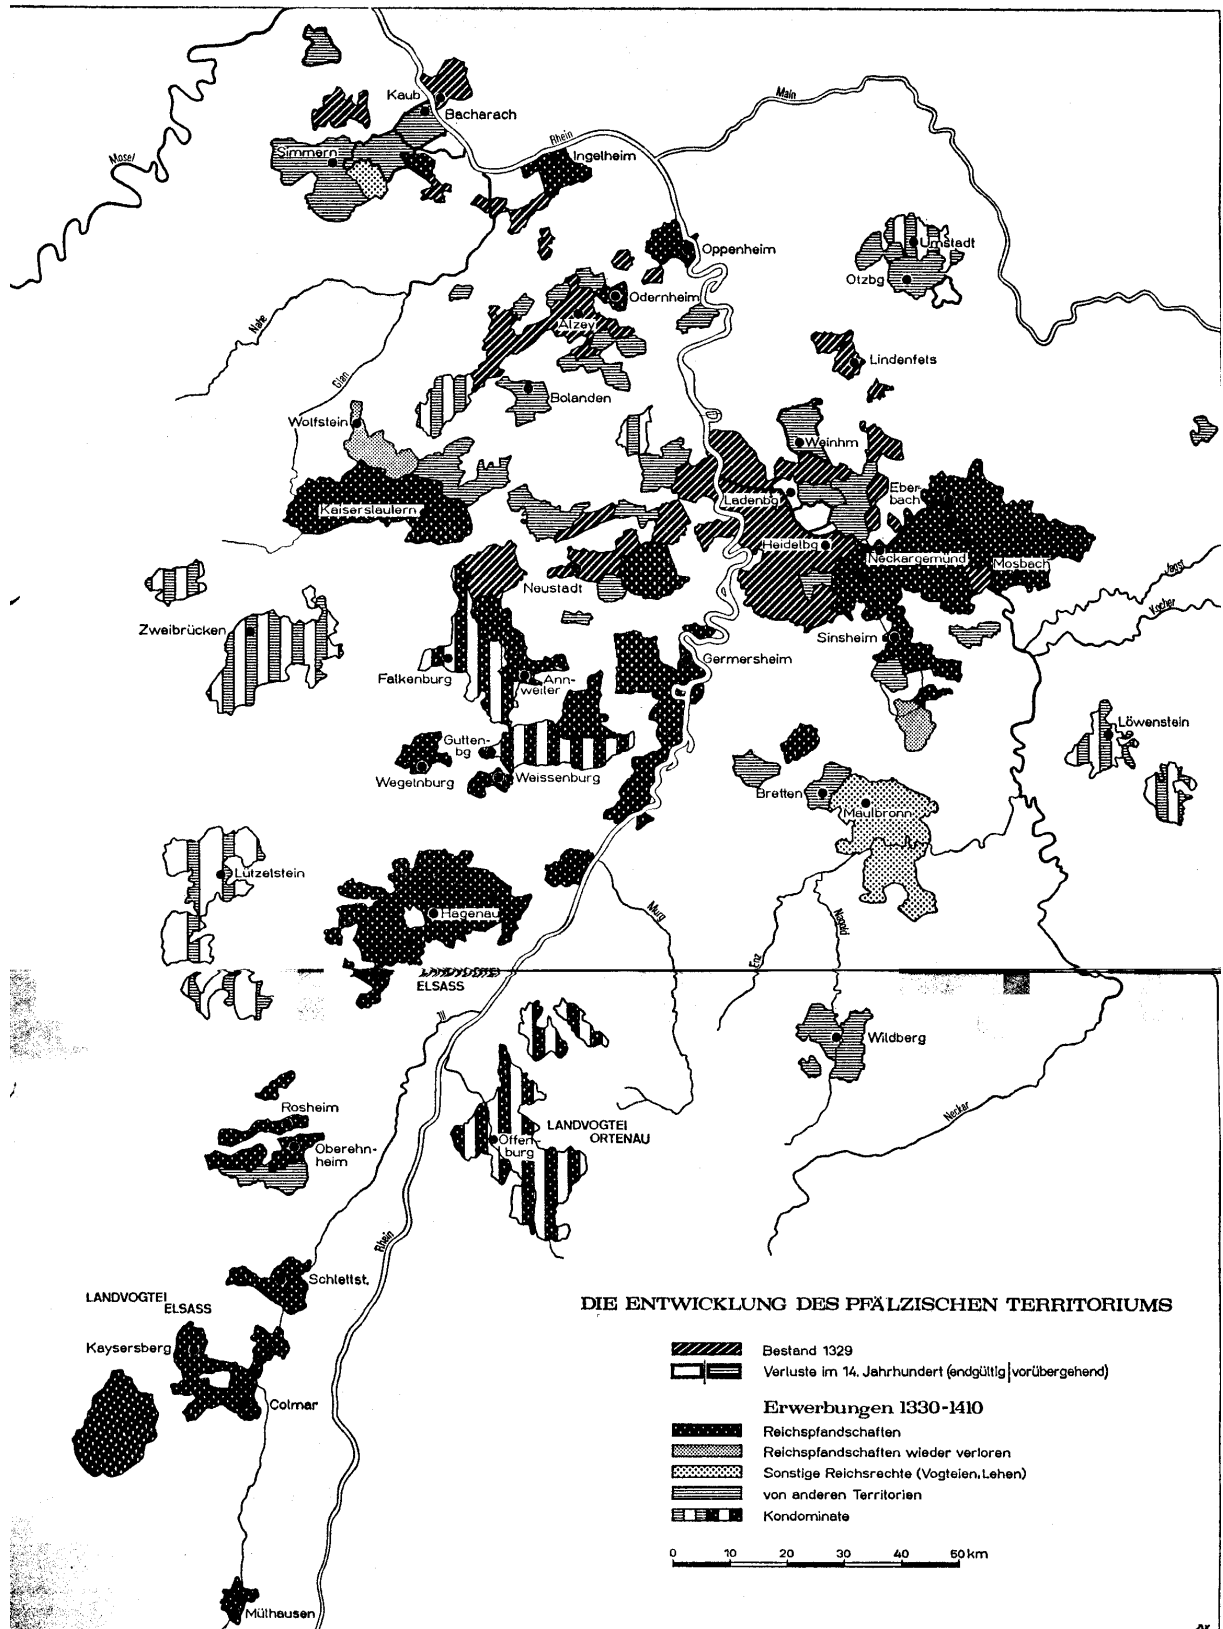 Kaub
Bacharach
Main
Mosel
Rhein
Simmern
Ingelheim
Oppenheim
Umstadt
Otzbg
Odernheim
Nahe
Alzey
Glan
Lindenfels
Bolanden
Wolfstein
Weinhm
Kaiserslautern
Ladenbg
Eber-
bach
Heidelbg
Neckargemünd
Mosbach
Jagst
Kocher
Neustadt
Zweibrücken
Sinsheim
Germersheim
Falkenburg
Ann-
weiler
Löwenstein
Gutten-
bg
Wegelnburg
Weissenburg
Bretten
Maulbronn
Lützelstein
Hagenau
Murg
Nagold
Enz
ELSASS
Ill
Wildberg
Rosheim
Neckar
LANDVOGTEI
ORTENAU
Offen-
burg
Oberehn-
heim
Rhein
Schlettst.
LANDVOGTEI
ELSASS
Kaysersberg
Colmar
Mülhausen
DIE ENTWICKLUNG DES PFÄLZISCHEN TERRITORIUMS
Bestand 1329
Verluste im 14. Jahrhundert (endgültig|vorübergehend)
Erwerbungen 1330-1410
Reichspfandschaften
Reichspfandschaften wieder verloren
Sonstige Reichsrechte (Vogteien, Lehen)
von anderen Territorien
Kondominate
0 10 20 30 40 50 km